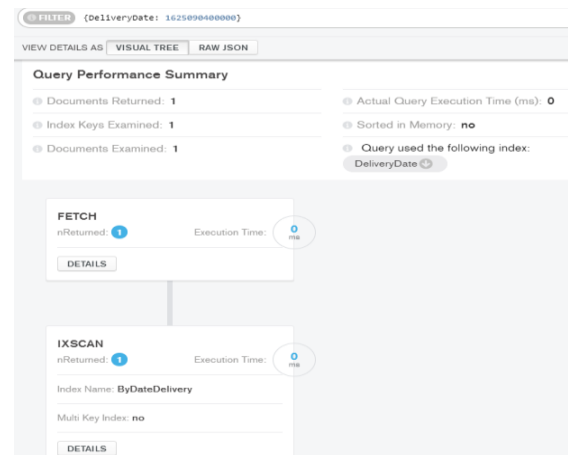 FILTER {DeliveryDate: 1625090400000}
VIEW DETAILS AS VISUAL TREE RAW JSON
Query Performance Summary
Documents Returned: 1
Actual Query Execution Time (ms): 0
Index Keys Examined: 1
Sorted in Memory: no
Documents Examined: 1
Query used the following index:
DeliveryDate
FETCH
nReturned: 1 Execution Time: 0 ms
DETAILS
IXSCAN
nReturned: 1 Execution Time: 0 ms
Index Name: ByDateDelivery
Multi Key Index: no
DETAILS